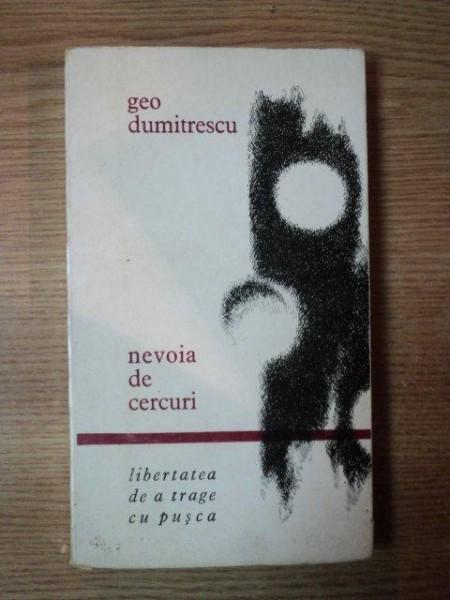 geo
dumitrescu
nevoia
de
cercuri
libertatea
de a trage
cu pușca